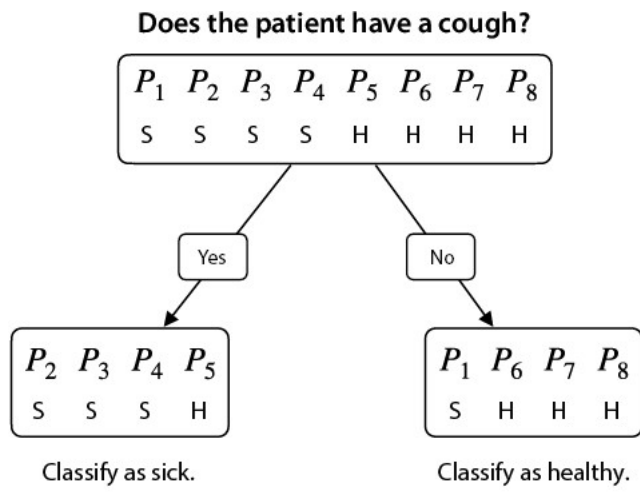 Does the patient have a cough?
P₁ P₂ P₃ P₄ P₅ P₆ P₇ P₈
S S S S H H H H
Yes No
P₂ P₃ P₄ P₅ P₁ P₆ P₇ P₈
S S S H S H H H
Classify as sick. Classify as healthy.